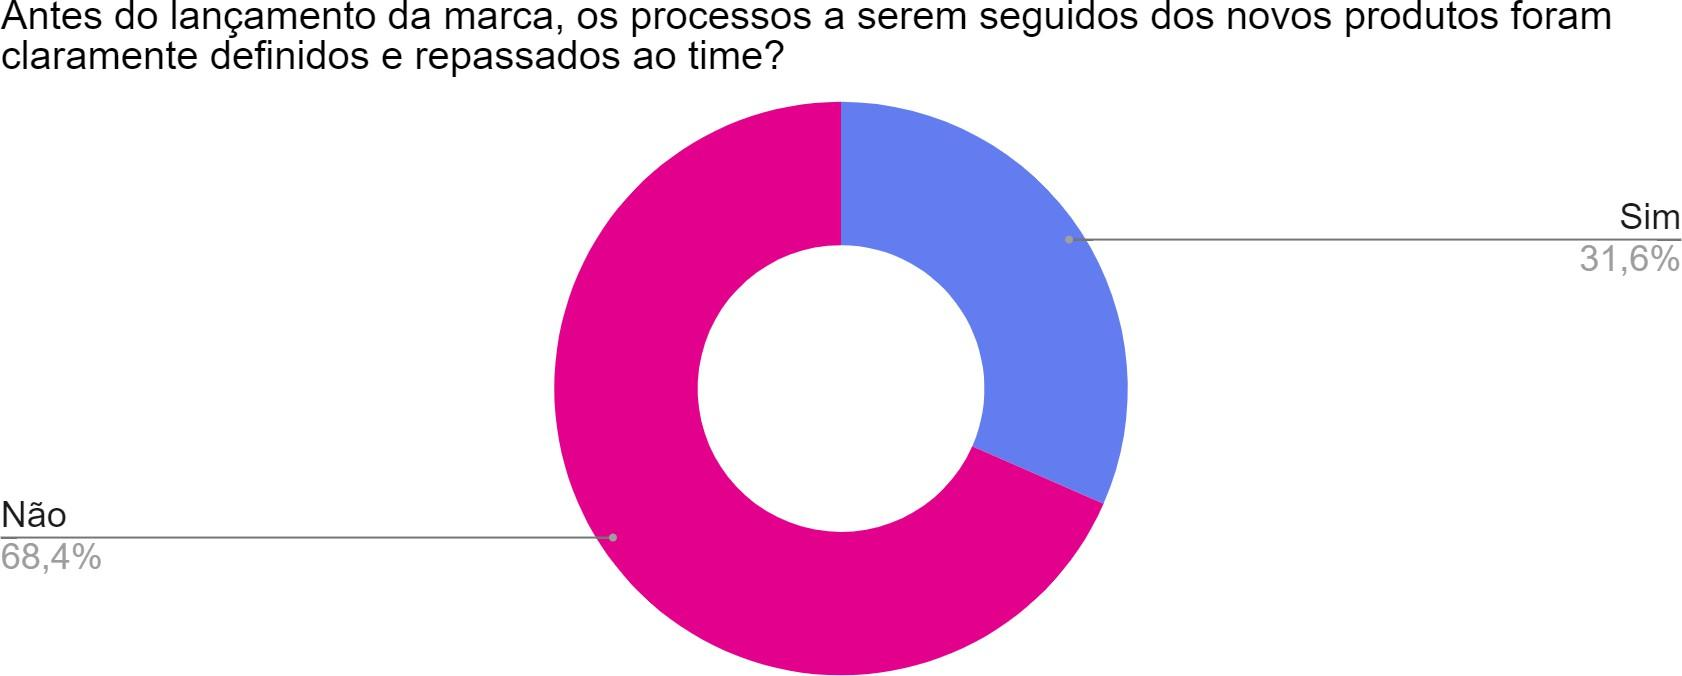 Antes do lançamento da marca, os processos a serem seguidos dos novos produtos foram
claramente definidos e repassados ao time?
Sim
31,6%
Não
68,4%